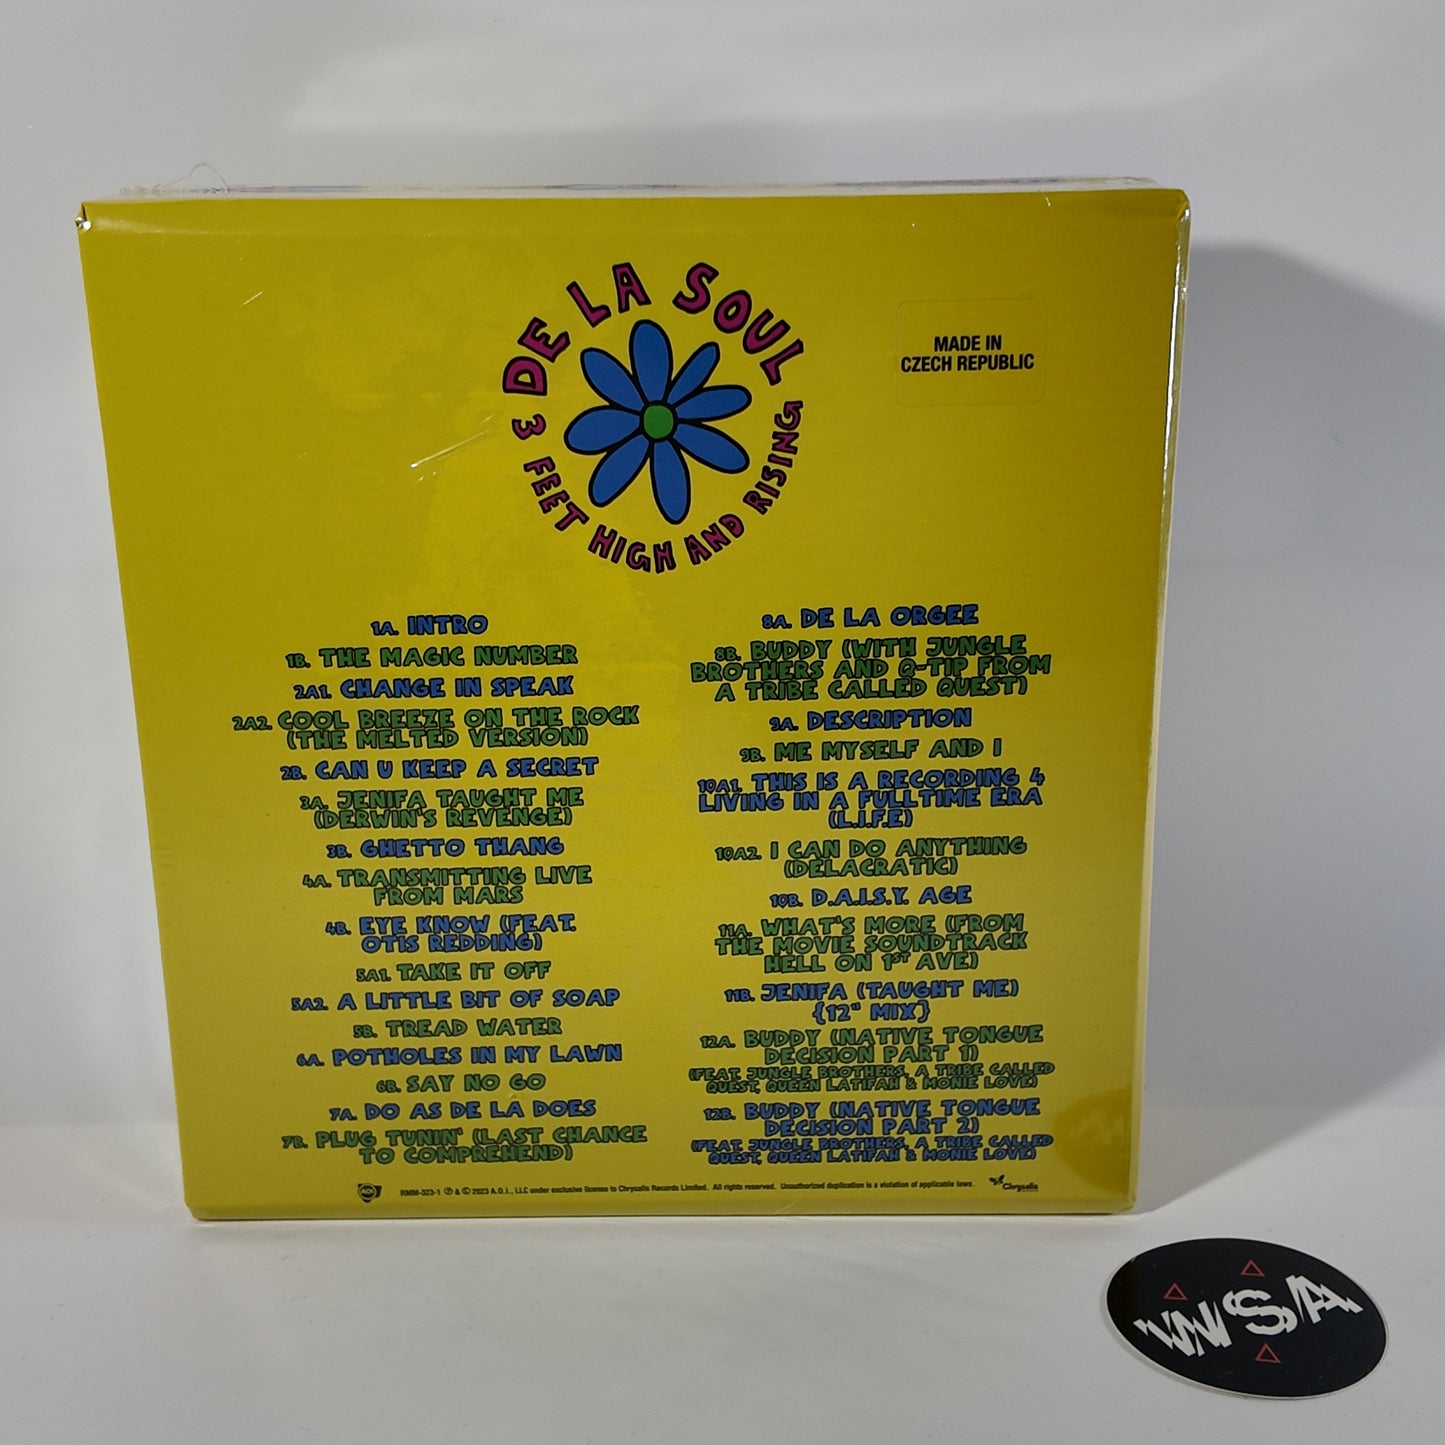 DE LA SOUL
3 FEET HIGH AND RISING
MADE IN
CZECH REPUBLIC
1A. INTRO
1B. THE MAGIC NUMBER
2A1. CHANGE IN SPEAK
2A2. COOL BREEZE ON THE ROCK
(THE MELTED VERSION)
2B. CAN U KEEP A SECRET
3A. JENIFA TAUGHT ME
(DERWIN'S REVENGE)
3B. GHETTO THANG
4A. TRANSMITTING LIVE
FROM MARS
4B. EYE KNOW (FEAT.
OTIS REDDING)
5A1. TAKE IT OFF
5A2. A LITTLE BIT OF SOAP
5B. TREAD WATER
6A. POTHOLES IN MY LAWN
6B. SAY NO GO
7A. DO AS DE LA DOES
7B. PLUG TUNIN' (LAST CHANCE
TO COMPREHEND)
8A. DE LA ORGEE
8B. BUDDY (WITH JUNGLE
BROTHERS AND Q-TIP FROM
A TRIBE CALLED QUEST)
9A. DESCRIPTION
9B. ME MYSELF AND I
10A1. THIS IS A RECORDING 4
LIVING IN A FULLTIME ERA
(L.I.F.E)
10A2. I CAN DO ANYTHING
(DELACRATIC)
10B. D.A.I.S.Y. AGE
11A. WHAT'S MORE (FROM
THE MOVIE SOUNDTRACK
HELL ON 1ST AVE)
11B. JENIFA (TAUGHT ME)
{12" MIX}
12A. BUDDY (NATIVE TONGUE
DECISION PART 1)
(FEAT. JUNGLE BROTHERS, A TRIBE CALLED
QUEST, QUEEN LATIFAH & MONIE LOVE)
12B. BUDDY (NATIVE TONGUE
DECISION PART 2)
(FEAT. JUNGLE BROTHERS, A TRIBE CALLED
QUEST, QUEEN LATIFAH & MONIE LOVE)
AOI RMM-323-1 ℗ & © 2023 A.O.I., LLC under exclusive license to Chrysalis Records Limited. All rights reserved. Unauthorized duplication is a violation of applicable laws. Chrysalis
VNSA